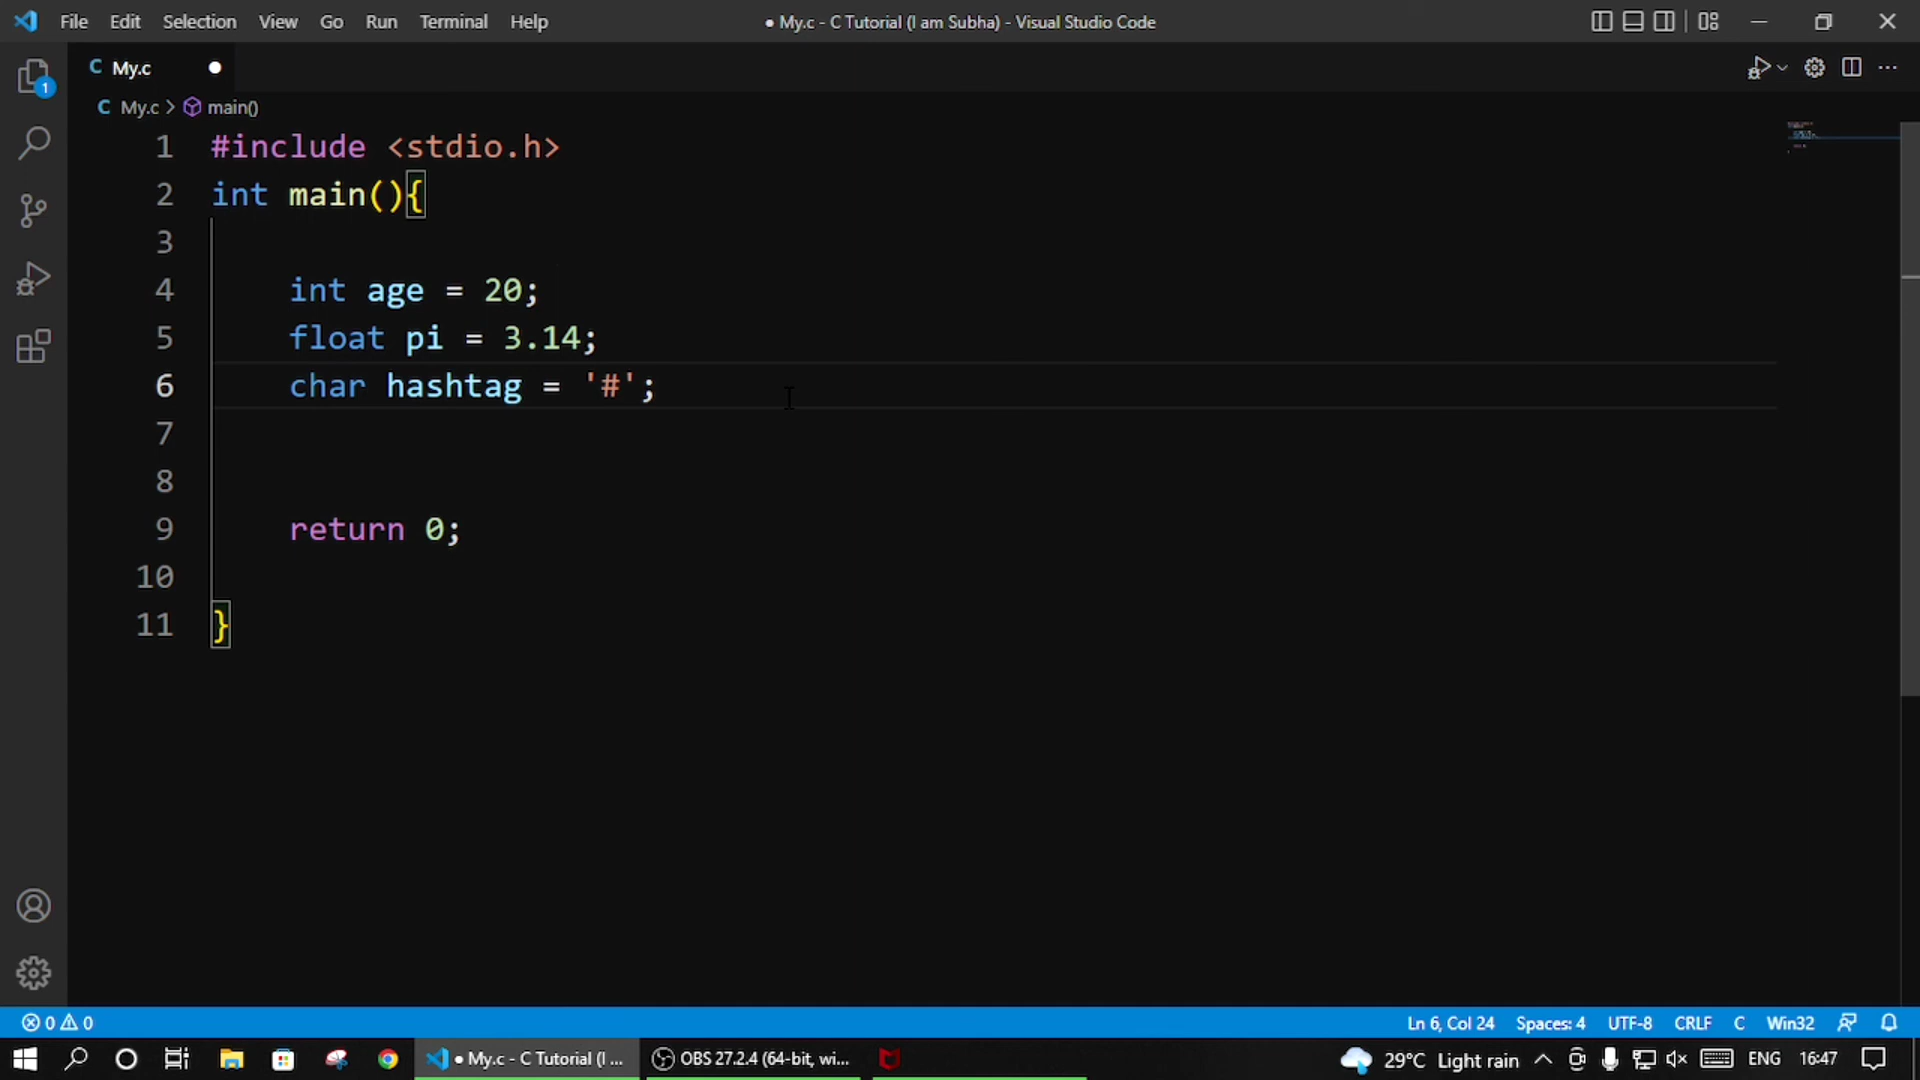 File Edit Selection View Go Run Terminal Help ● My.c - C Tutorial (I am Subha) - Visual Studio Code
1
C My.c ●
C My.c > main()
1 #include <stdio.h>
2 int main(){
3
4 int age = 20;
5 float pi = 3.14;
6 char hashtag = '#';
7
8
9 return 0;
10
11 }
0 0 Ln 6, Col 24 Spaces: 4 UTF-8 CRLF C Win32
● My.c - C Tutorial (I ... OBS 27.2.4 (64-bit, wi... 29°C Light rain ENG 16:47